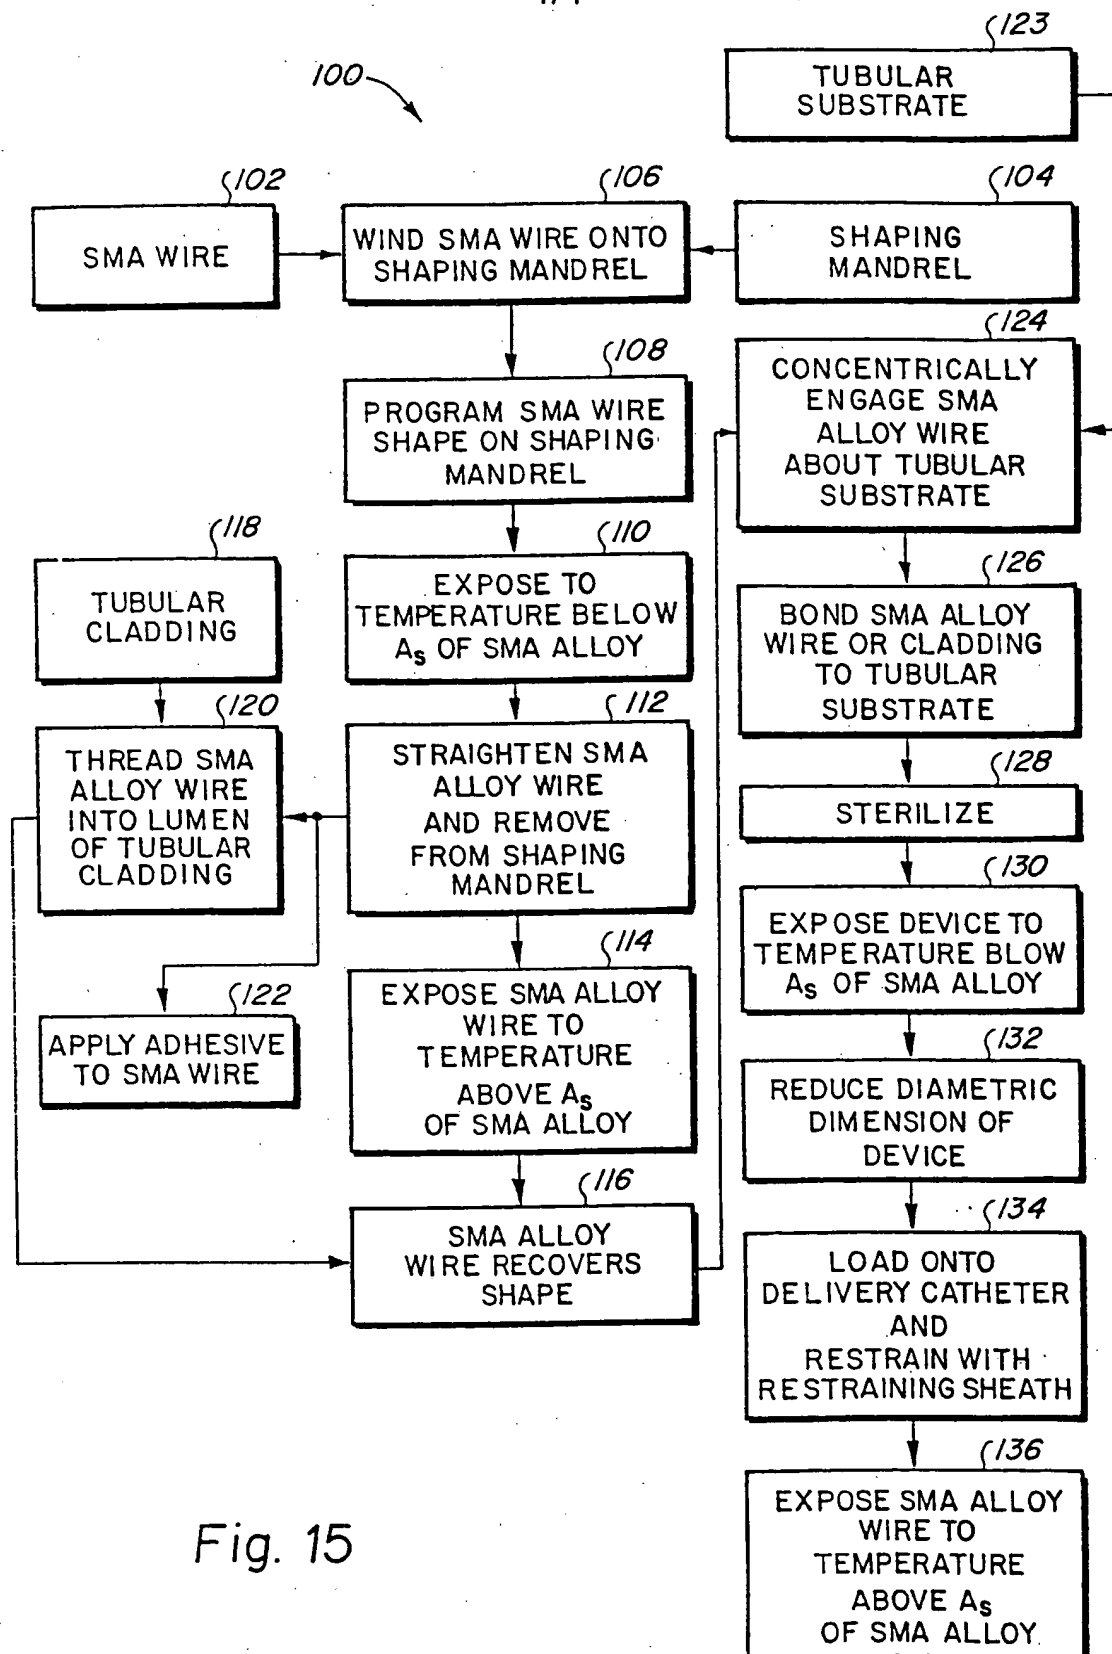 123
TUBULAR
SUBSTRATE
100
102
SMA WIRE
106
WIND SMA WIRE ONTO
SHAPING MANDREL
104
SHAPING
MANDREL
108
PROGRAM SMA WIRE
SHAPE ON SHAPING
MANDREL
110
EXPOSE TO
TEMPERATURE BELOW
As OF SMA ALLOY
112
STRAIGHTEN SMA
ALLOY WIRE
AND REMOVE
FROM SHAPING
MANDREL
118
TUBULAR
CLADDING
120
THREAD SMA
ALLOY WIRE
INTO LUMEN
OF TUBULAR
CLADDING
122
APPLY ADHESIVE
TO SMA WIRE
114
EXPOSE SMA ALLOY
WIRE TO
TEMPERATURE
ABOVE As
OF SMA ALLOY
116
SMA ALLOY
WIRE RECOVERS
SHAPE
124
CONCENTRICALLY
ENGAGE SMA
ALLOY WIRE
ABOUT TUBULAR
SUBSTRATE
126
BOND SMA ALLOY
WIRE OR CLADDING
TO TUBULAR
SUBSTRATE
128
STERILIZE
130
EXPOSE DEVICE TO
TEMPERATURE BLOW
As OF SMA ALLOY
132
REDUCE DIAMETRIC
DIMENSION OF
DEVICE
134
LOAD ONTO
DELIVERY CATHETER
AND
RESTRAIN WITH
RESTRAINING SHEATH
136
EXPOSE SMA ALLOY
WIRE TO
TEMPERATURE
ABOVE As
OF SMA ALLOY
Fig. 15